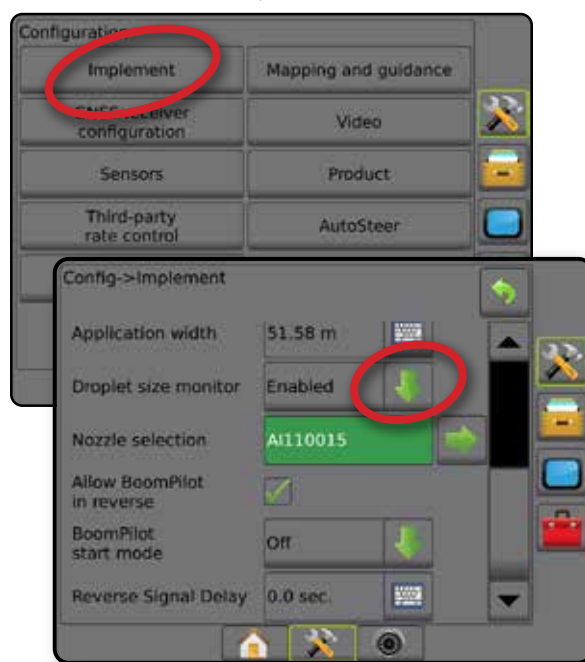 Configuration
Implement
Mapping and guidance
GNSS receiver
configuration
Video
Sensors
Product
Third-party
rate control
AutoSteer
Config->Implement
Application width
51.58 m
Droplet size monitor
Enabled
Nozzle selection
AI110015
Allow BoomPilot
in reverse
BoomPilot
start mode
Off
Reverse Signal Delay
0.0 sec.